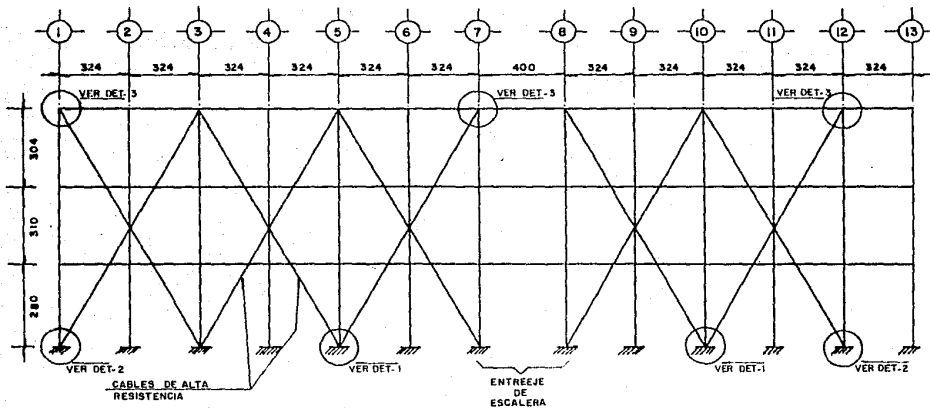 1 2 3 4 5 6 7 8 9 10 11 12 13
324 324 324 324 324 324 400 324 324 324 324 324
VER DET-3 VER DET-3 VER DET-3
304
310
280
VER DET-2 VER DET-1 VER DET-1 VER DET-2
CABLES DE ALTA
RESISTENCIA
ENTREEJE
DE
ESCALERA